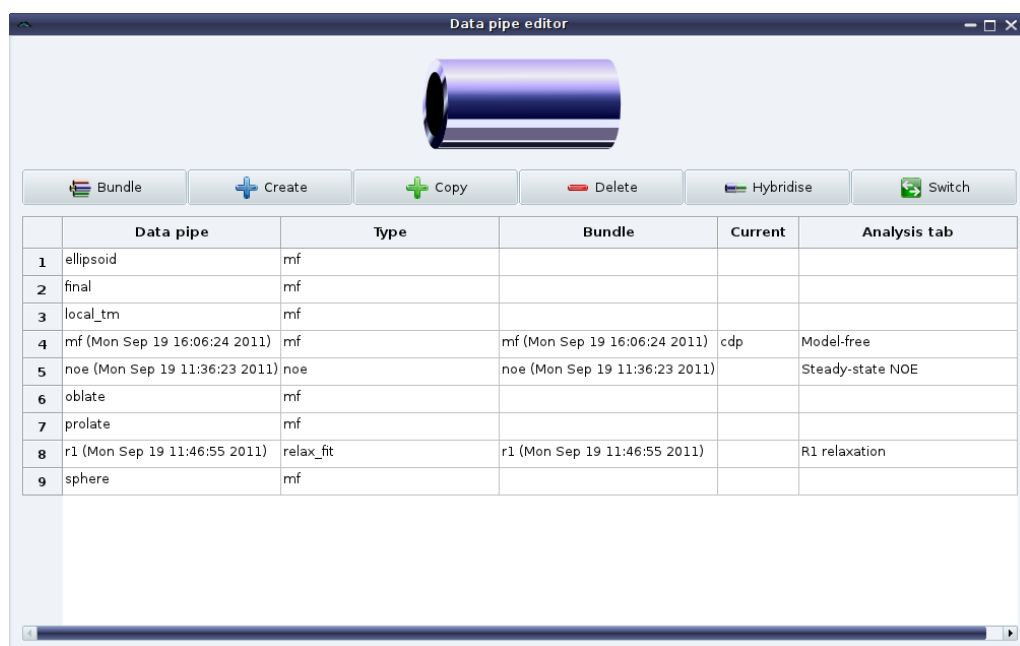 Data pipe editor
Bundle Create Copy Delete Hybridise Switch
Data pipe Type Bundle Current Analysis tab
1 ellipsoid mf
2 final mf
3 local_tm mf
4 mf (Mon Sep 19 16:06:24 2011) mf mf (Mon Sep 19 16:06:24 2011) cdp Model-free
5 noe (Mon Sep 19 11:36:23 2011) noe noe (Mon Sep 19 11:36:23 2011) Steady-state NOE
6 oblate mf
7 prolate mf
8 r1 (Mon Sep 19 11:46:55 2011) relax_fit r1 (Mon Sep 19 11:46:55 2011) R1 relaxation
9 sphere mf